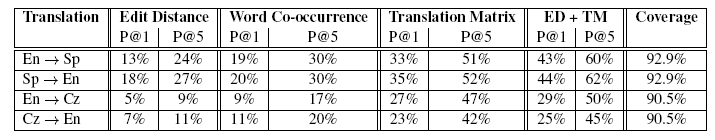 Translation Edit Distance Word Co-occurrence Translation Matrix ED + TM Coverage
P@1 P@5 P@1 P@5 P@1 P@5 P@1 P@5
En → Sp 13% 24% 19% 30% 33% 51% 43% 60% 92.9%
Sp → En 18% 27% 20% 30% 35% 52% 44% 62% 92.9%
En → Cz 5% 9% 9% 17% 27% 47% 29% 50% 90.5%
Cz → En 7% 11% 11% 20% 23% 42% 25% 45% 90.5%